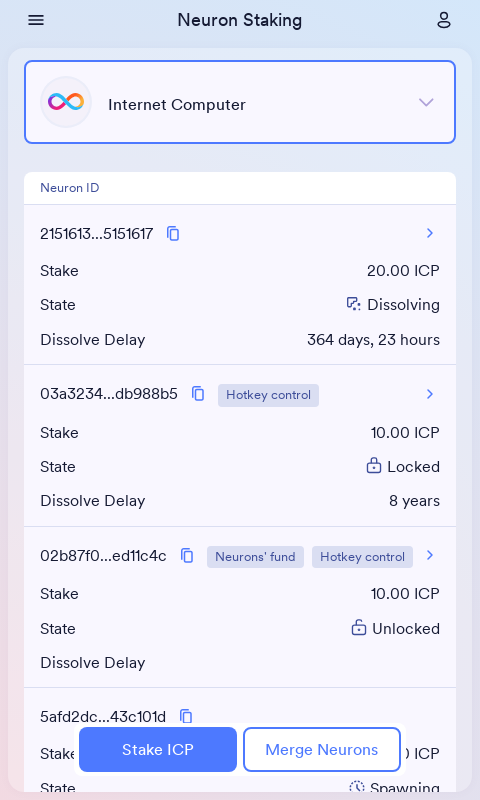 Neuron Staking
Internet Computer
Neuron ID
2151613...5151617
Stake 20.00 ICP
State Dissolving
Dissolve Delay 364 days, 23 hours
03a3234...db988b5 Hotkey control
Stake 10.00 ICP
State Locked
Dissolve Delay 8 years
02b87f0...ed11c4c Neurons' fund Hotkey control
Stake 10.00 ICP
State Unlocked
Dissolve Delay
5afd2dc...43c101d
Stake ICP
State Spawning
Stake ICP Merge Neurons